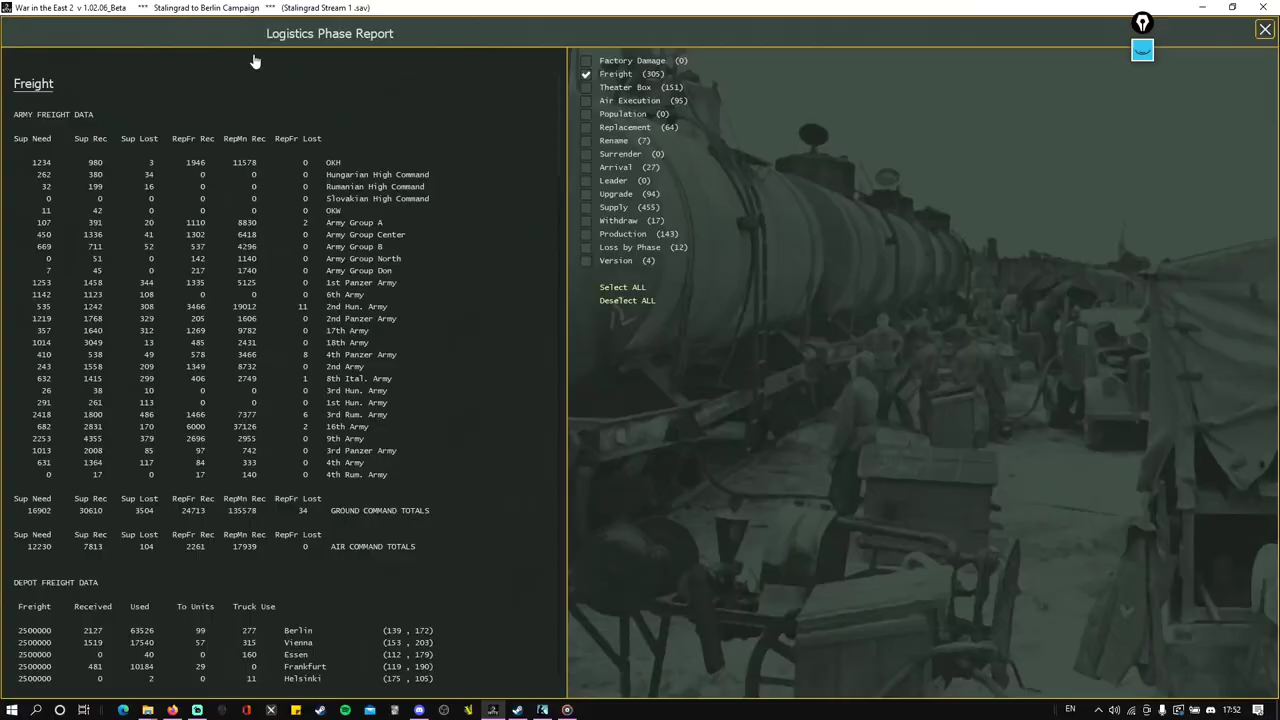 War in the East 2 v 1.02.06_Beta *** Stalingrad to Berlin Campaign *** (Stalingrad Stream 1 .sav)
Logistics Phase Report
Freight
ARMY FREIGHT DATA
Sup Need Sup Rec Sup Lost RepFr Rec RepMn Rec RepFr Lost
1234 980 3 1946 11578 0 OKH
262 380 34 0 0 0 Hungarian High Command
32 199 16 0 0 0 Rumanian High Command
0 0 0 0 0 0 Slovakian High Command
11 42 0 0 0 0 OKW
107 391 20 1110 8830 2 Army Group A
450 1336 41 1302 6418 0 Army Group Center
669 711 52 537 4296 0 Army Group B
0 51 0 142 1140 0 Army Group North
7 45 0 217 1740 0 Army Group Don
1253 1458 344 1335 5125 0 1st Panzer Army
1142 1123 108 0 0 0 6th Army
535 1242 308 3466 19012 11 2nd Hun. Army
1219 1768 329 205 1606 0 2nd Panzer Army
357 1640 312 1269 9782 0 17th Army
1014 3049 13 485 2431 0 18th Army
410 538 49 578 3466 8 4th Panzer Army
243 1558 209 1349 8732 0 2nd Army
632 1415 299 406 2749 1 8th Ital. Army
26 38 10 0 0 0 3rd Hun. Army
291 261 113 0 0 0 1st Hun. Army
2418 1800 486 1466 7377 6 3rd Rum. Army
682 2831 170 6000 37126 2 16th Army
2253 4355 379 2696 2955 0 9th Army
1013 2008 85 97 742 0 3rd Panzer Army
631 1364 117 84 333 0 4th Army
0 17 0 17 140 0 4th Rum. Army
Sup Need Sup Rec Sup Lost RepFr Rec RepMn Rec RepFr Lost
16902 30610 3504 24713 135578 34 GROUND COMMAND TOTALS
Sup Need Sup Rec Sup Lost RepFr Rec RepMn Rec RepFr Lost
12230 7813 104 2261 17939 0 AIR COMMAND TOTALS
DEPOT FREIGHT DATA
Freight Received Used To Units Truck Use
2500000 2127 63526 99 277 Berlin (139 , 172)
2500000 1519 17540 57 315 Vienna (153 , 203)
2500000 0 40 0 160 Essen (112 , 179)
2500000 481 10184 29 0 Frankfurt (119 , 190)
2500000 0 2 0 11 Helsinki (175 , 105)
Factory Damage (0)
Freight (305)
Theater Box (151)
Air Execution (95)
Population (0)
Replacement (64)
Rename (7)
Surrender (0)
Arrival (27)
Leader (0)
Upgrade (94)
Supply (455)
Withdraw (17)
Production (143)
Loss by Phase (12)
Version (4)
Select ALL
Deselect ALL
EN 17:52